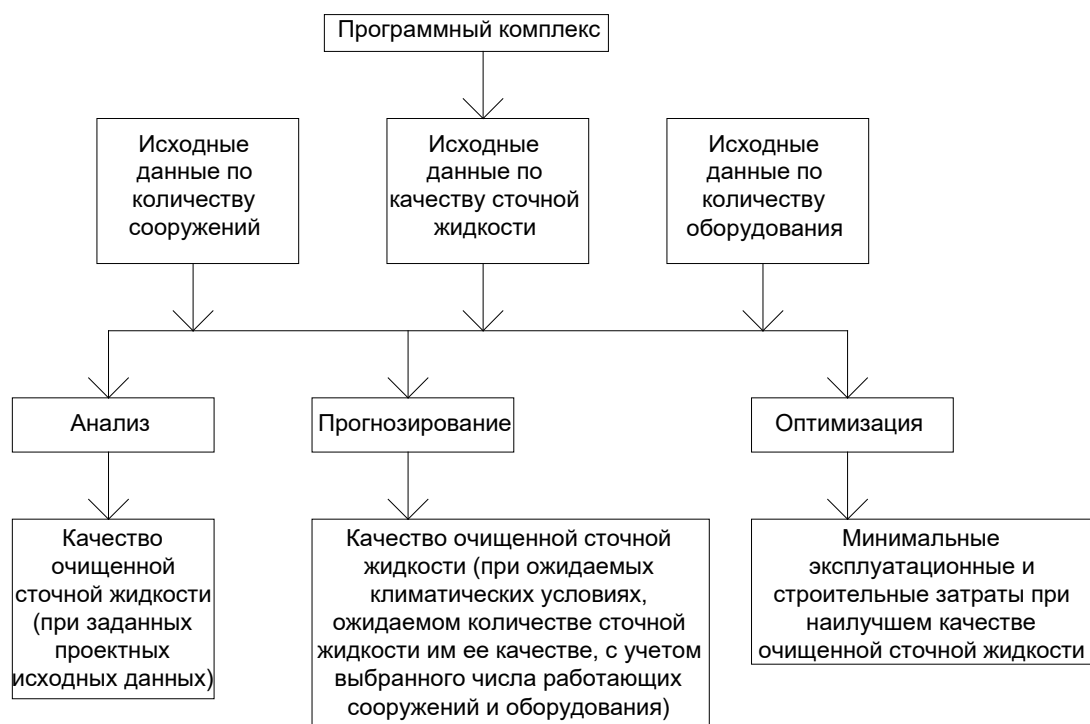 Программный комплекс
Исходные
данные по
количеству
сооружений
Исходные
данные по
качеству сточной
жидкости
Исходные
данные по
количеству
оборудования
Анализ
Прогнозирование
Оптимизация
Качество
очищенной
сточной жидкости
(при заданных
проектных
исходных данных)
Качество очищенной сточной
жидкости (при ожидаемых
климатических условиях,
ожидаемом количестве сточной
жидкости им ее качестве, с учетом
выбранного числа работающих
сооружений и оборудования)
Минимальные
эксплуатационные и
строительные затраты при
наилучшем качестве
очищенной сточной жидкости